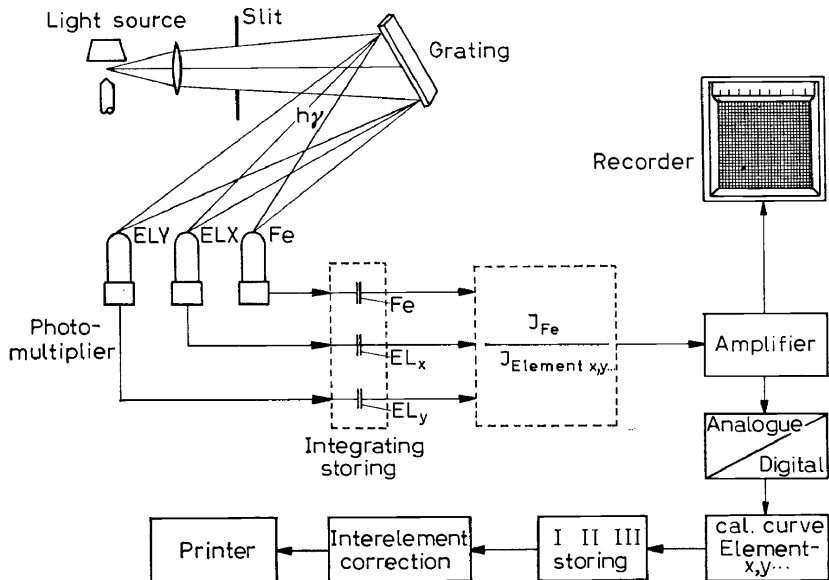 Light source
Slit
Grating
hγ
Recorder
ELY
ELX
Fe
Photo-
multiplier
Fe
ELx
ELy
Integrating
storing
JFe
JElement x,y...
Amplifier
Analogue
Digital
cal. curve
Element-
x,y...
I II III
storing
Interelement
correction
Printer